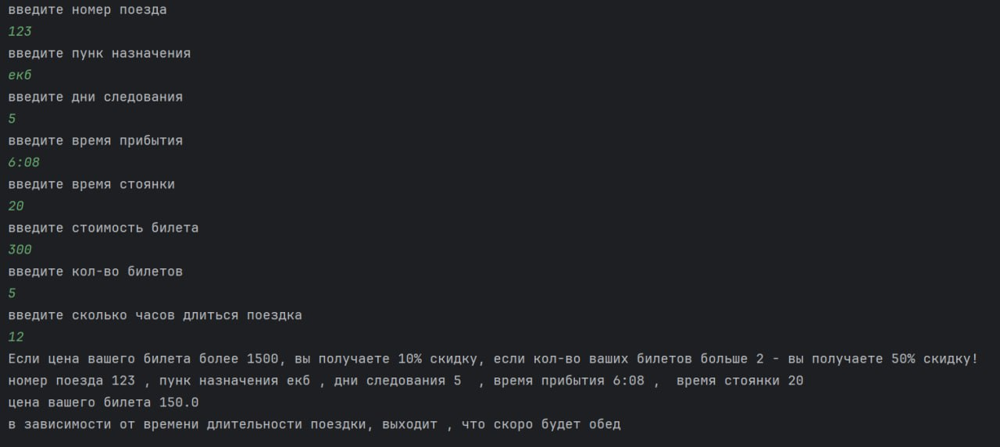 введите номер поезда
123
введите пунк назначения
екб
введите дни следования
5
введите время прибытия
6:08
введите время стоянки
20
введите стоимость билета
300
введите кол-во билетов
5
введите сколько часов длиться поездка
12
Если цена вашего билета более 1500, вы получаете 10% скидку, если кол-во ваших билетов больше 2 - вы получаете 50% скидку!
номер поезда 123 , пунк назначения екб , дни следования 5  , время прибытия 6:08 ,  время стоянки 20
цена вашего билета 150.0
в зависимости от времени длительности поездки, выходит , что скоро будет обед